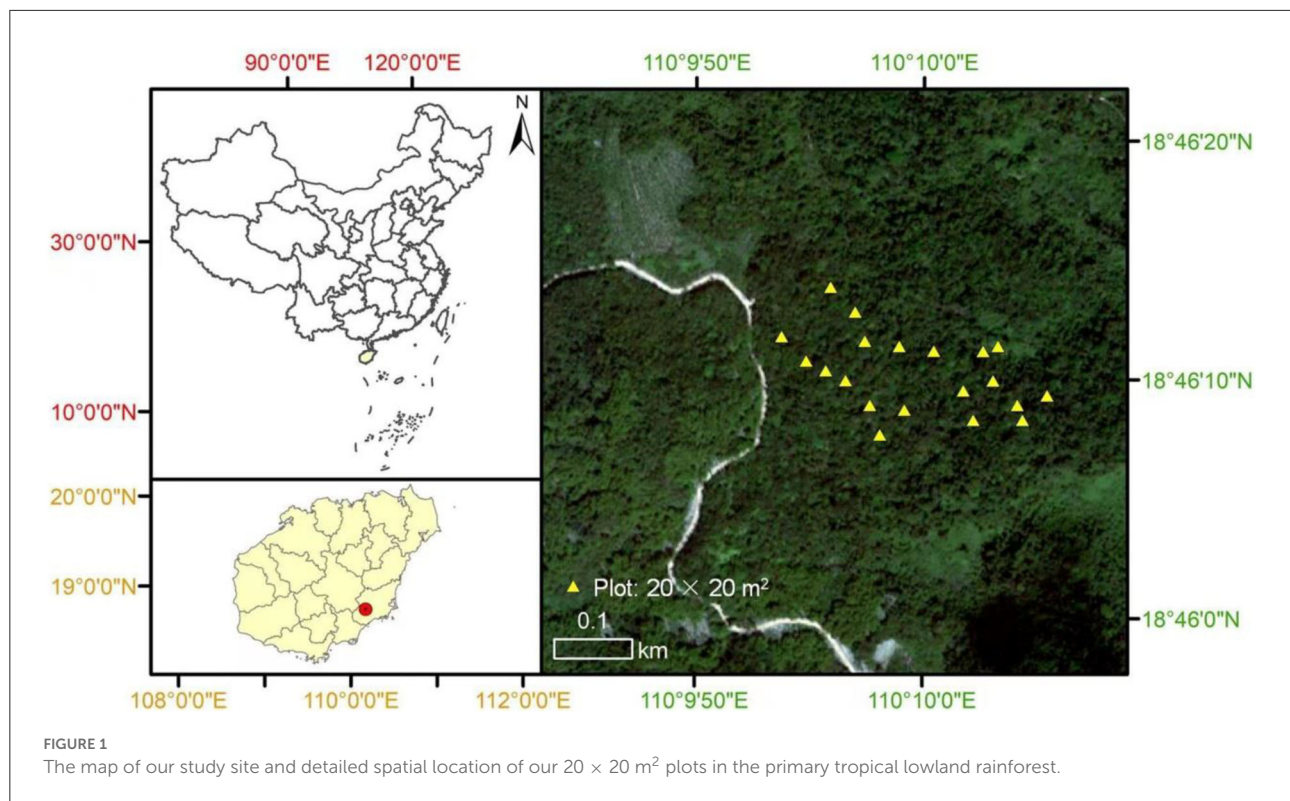 90°0'0"E 120°0'0"E 110°9'50"E 110°10'0"E
N
18°46'20"N
30°0'0"N
18°46'10"N
10°0'0"N
20°0'0"N
19°0'0"N
Plot: 20 × 20 m²
0.1
km
18°46'0"N
108°0'0"E 110°0'0"E 112°0'0"E 110°9'50"E 110°10'0"E
FIGURE 1
The map of our study site and detailed spatial location of our 20 × 20 m² plots in the primary tropical lowland rainforest.